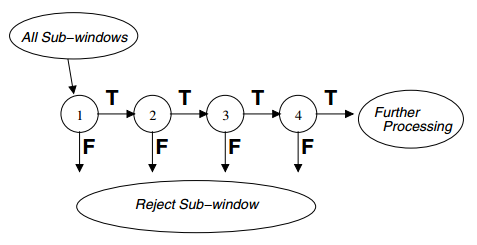 All Sub-windows
T T T T
1 2 3 4
Further
Processing
F F F F
Reject Sub-window